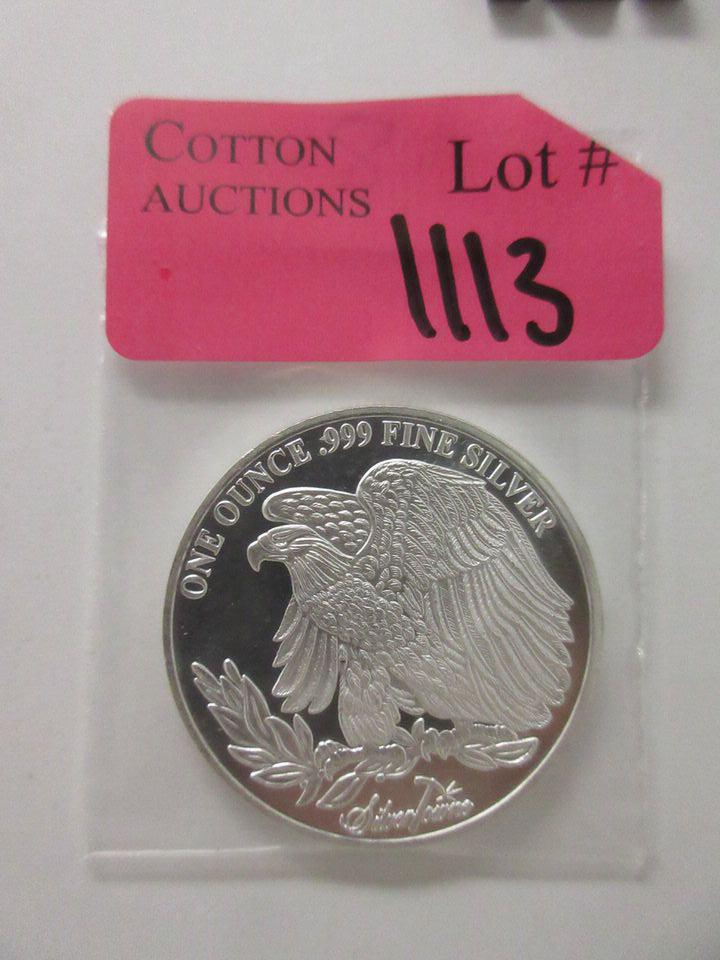 COTTON
AUCTIONS
Lot #
1113
ONE OUNCE .999 FINE SILVER
SilverTowne